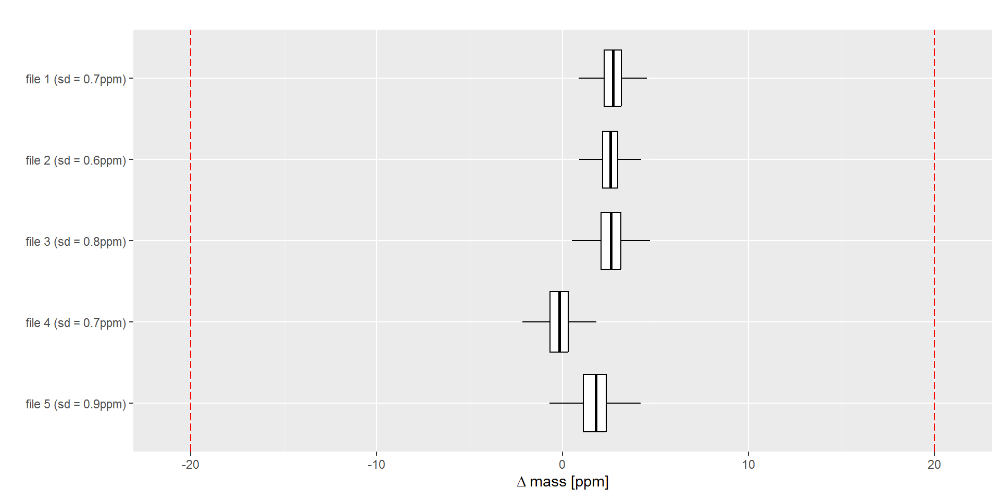 file 1 (sd = 0.7ppm)
file 2 (sd = 0.6ppm)
file 3 (sd = 0.8ppm)
file 4 (sd = 0.7ppm)
file 5 (sd = 0.9ppm)
-20 -10 0 10 20
Δ mass [ppm]